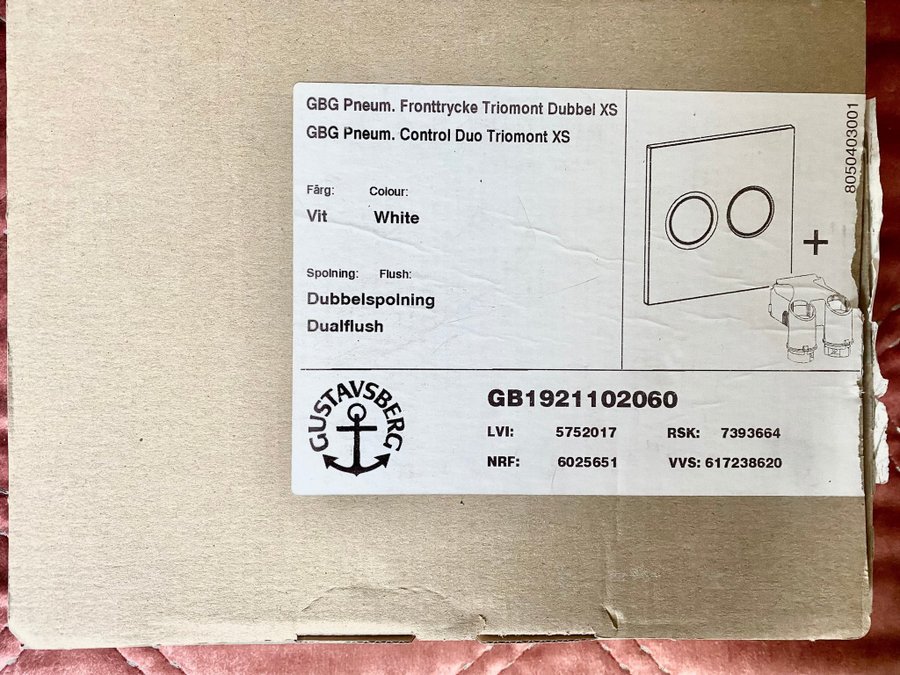 GBG Pneum. Fronttrycke Triomont Dubbel XS
GBG Pneum. Control Duo Triomont XS
Färg: Colour:
Vit White
Spolning: Flush:
Dubbelspolning
Dualflush
8050403001
GUSTAVSBERG
GB1921102060
LVI: 5752017 RSK: 7393664
NRF: 6025651 VVS: 617238620